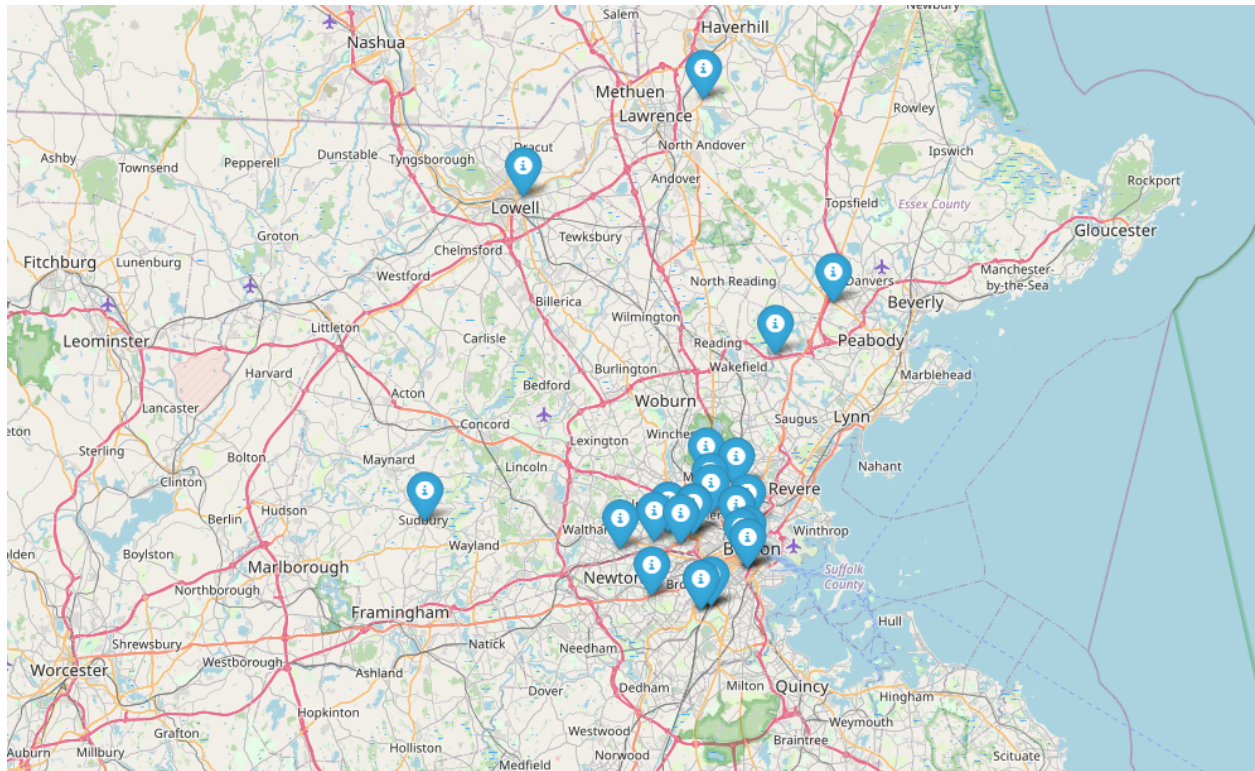 Newbury
Salem
Haverhill
Nashua
Methuen
Rowley
Lawrence
Ashby
Townsend
Pepperell
Dunstable
Tyngsborough
Dracut
North Andover
Ipswich
Andover
Rockport
Topsfield
Essex County
Lowell
Gloucester
Groton
Tewksbury
Chelmsford
Fitchburg
Lunenburg
Westford
Manchester-
by-the-Sea
North Reading
Danvers
Beverly
Billerica
Wilmington
Littleton
Leominster
Carlisle
Reading
Peabody
Harvard
Burlington
Wakefield
Marblehead
Bedford
Acton
Woburn
Lancaster
Lynn
Saugus
Concord
Lexington
Sterling
Bolton
Maynard
Lincoln
Nahant
Clinton
Revere
Hudson
Berlin
Sudbury
Winthrop
Boylston
Wayland
Marlborough
Suffolk
County
Northborough
Newton
Framingham
Hull
Shrewsbury
Natick
Needham
Westborough
Worcester
Ashland
Dover
Dedham
Milton
Quincy
Hingham
Hopkinton
Weymouth
Grafton
Westwood
Braintree
Auburn
Millbury
Holliston
Norwood
Medfield
Scituate